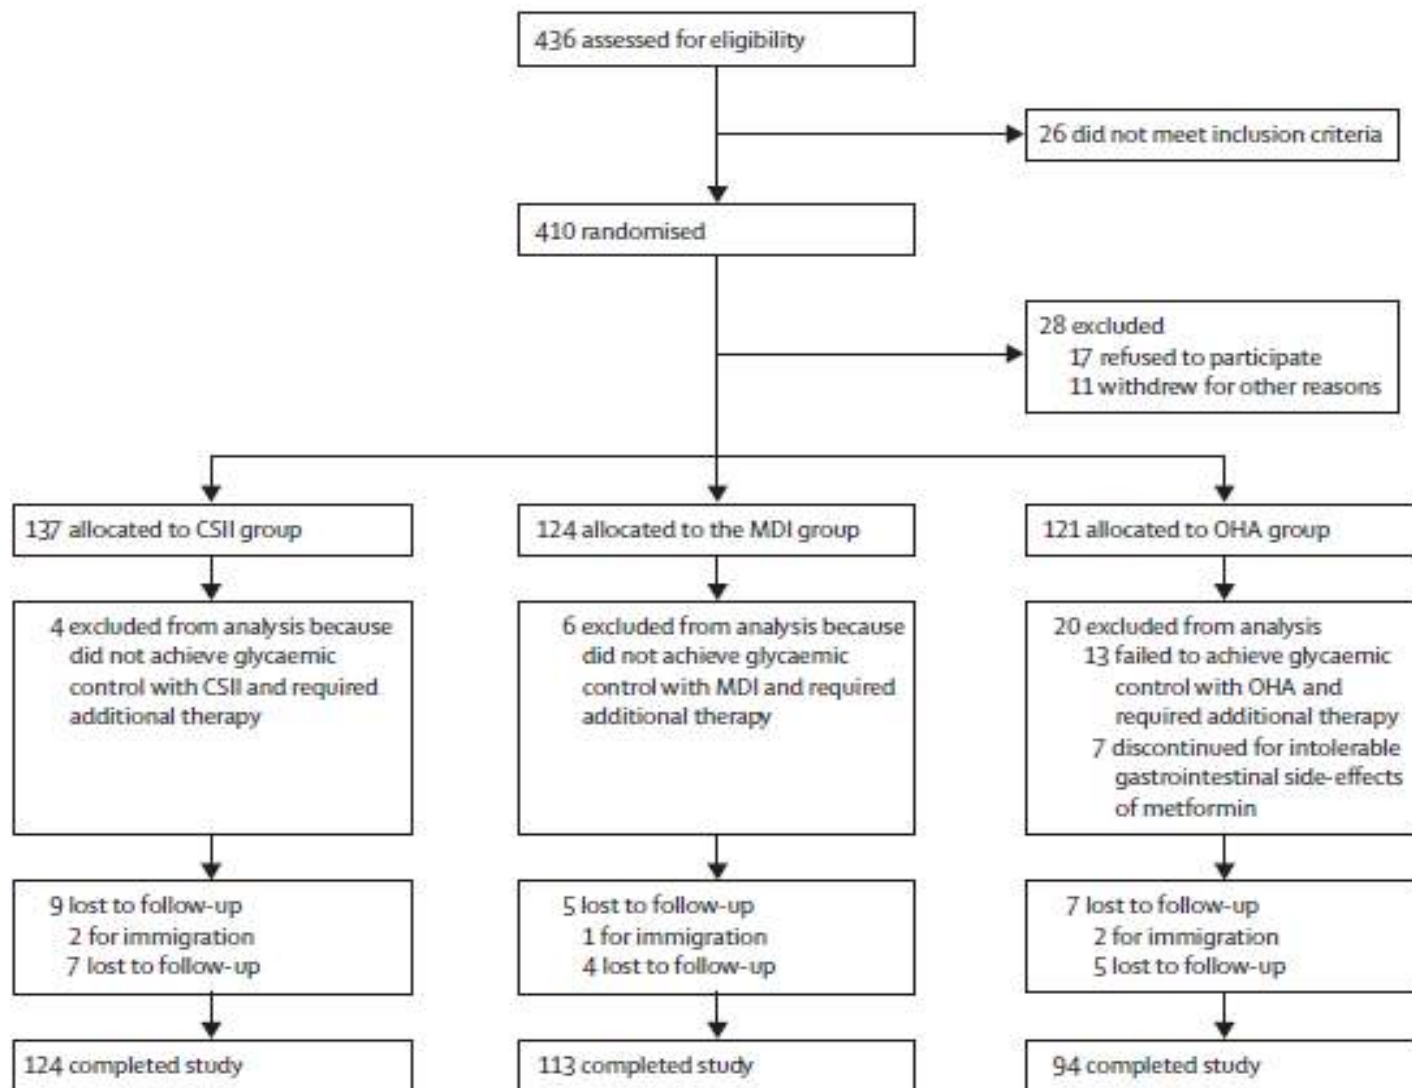 436 assessed for eligibility
26 did not meet inclusion criteria
410 randomised
28 excluded
17 refused to participate
11 withdrew for other reasons
137 allocated to CSII group
124 allocated to the MDI group
121 allocated to OHA group
4 excluded from analysis because
did not achieve glycaemic
control with CSII and required
additional therapy
6 excluded from analysis because
did not achieve glycaemic
control with MDI and required
additional therapy
20 excluded from analysis
13 failed to achieve glycaemic
control with OHA and
required additional therapy
7 discontinued for intolerable
gastrointestinal side-effects
of metformin
9 lost to follow-up
2 for immigration
7 lost to follow-up
5 lost to follow-up
1 for immigration
4 lost to follow-up
7 lost to follow-up
2 for immigration
5 lost to follow-up
124 completed study
113 completed study
94 completed study